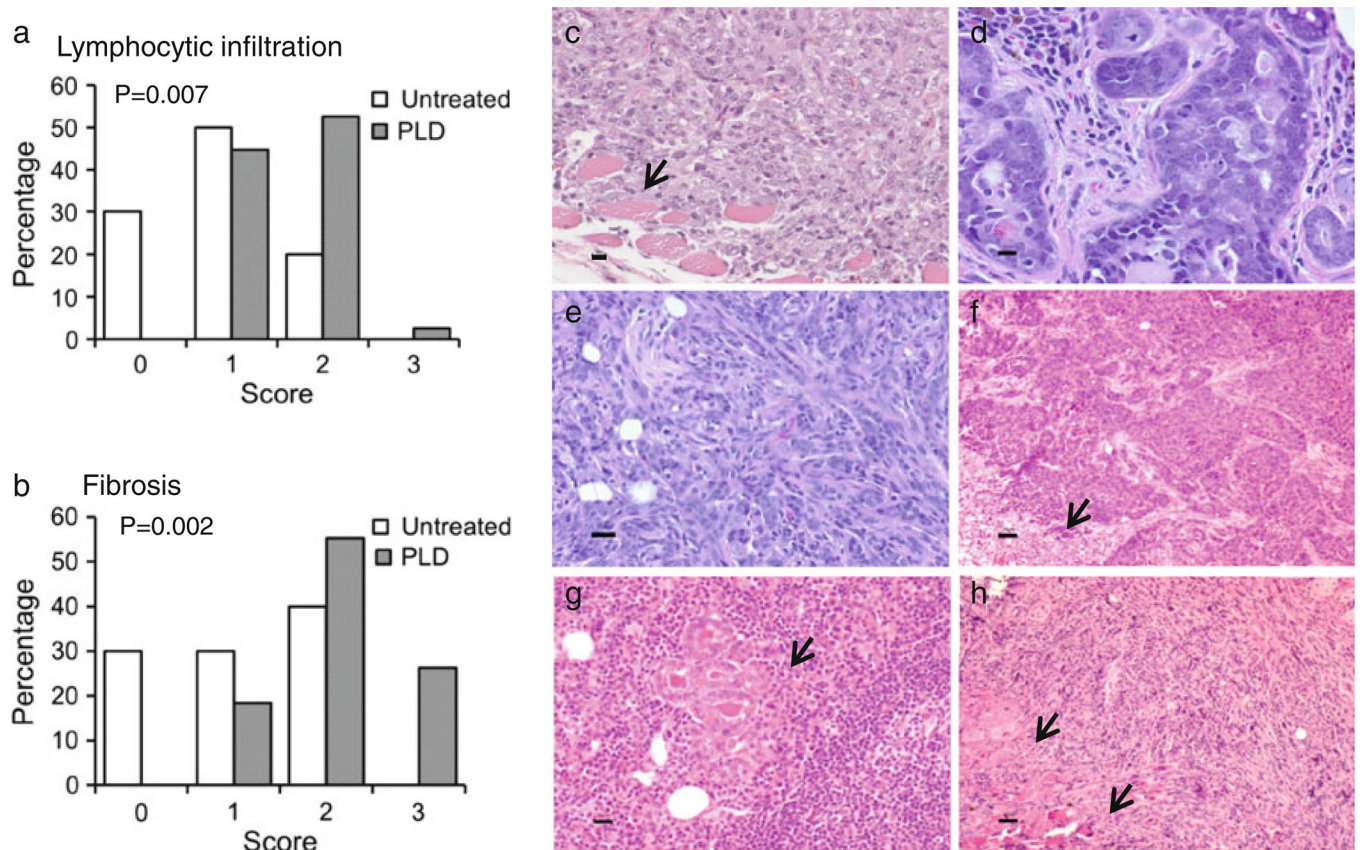 a
Lymphocytic infiltration
60
P=0.007
Untreated
50
PLD
40
30
20
10
0
Percentage
0 1 2 3
Score
b
Fibrosis
60
P=0.002
Untreated
50
PLD
40
30
20
10
0
Percentage
0 1 2 3
Score
c
d
e
f
g
h